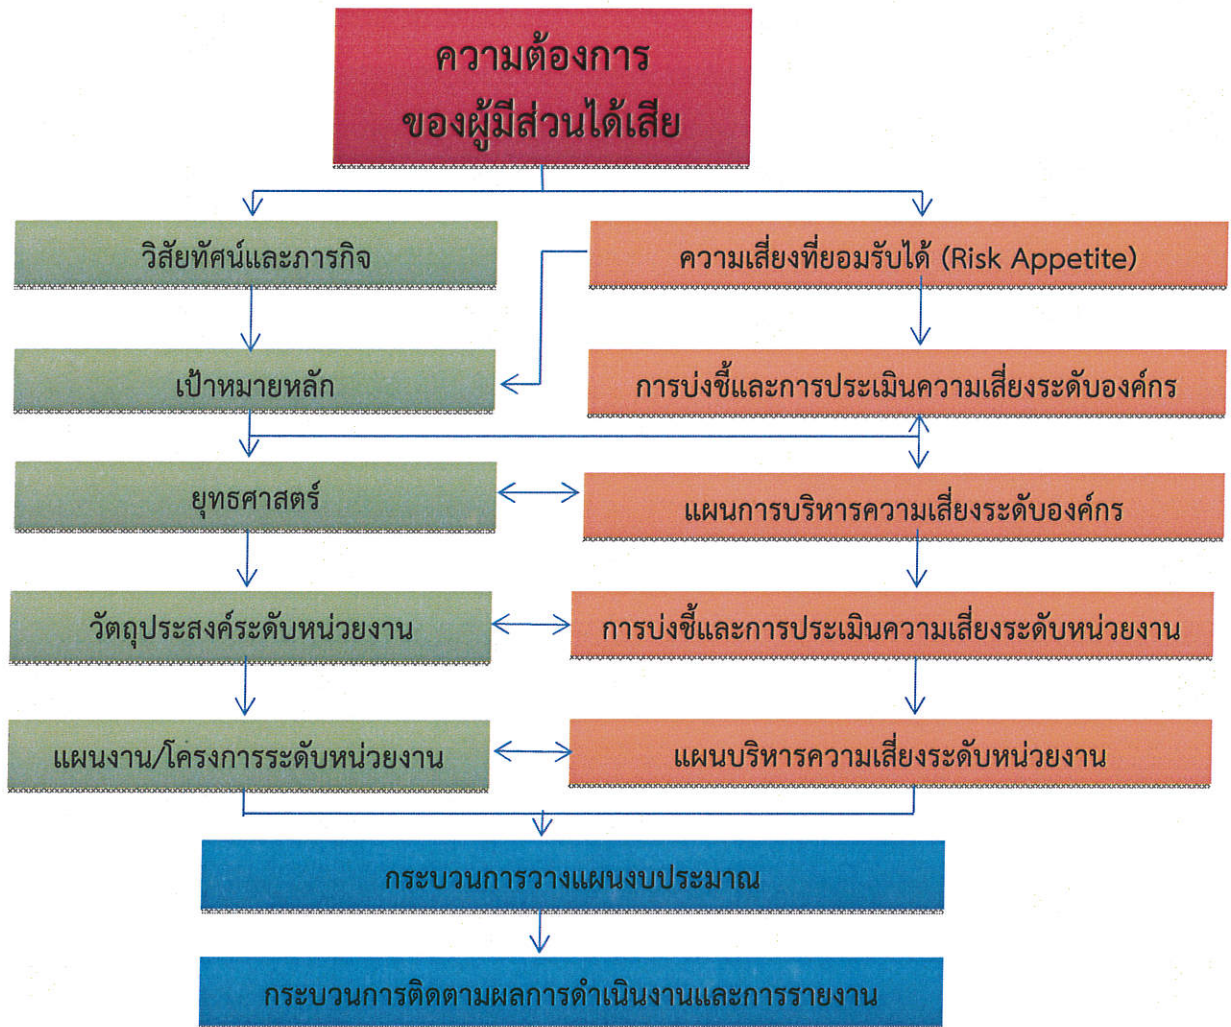 ความต้องการ
ของผู้มีส่วนได้เสีย
วิสัยทัศน์และภารกิจ
ความเสี่ยงที่ยอมรับได้ (Risk Appetite)
เป้าหมายหลัก
การบ่งชี้และการประเมินความเสี่ยงระดับองค์กร
ยุทธศาสตร์
แผนการบริหารความเสี่ยงระดับองค์กร
วัตถุประสงค์ระดับหน่วยงาน
การบ่งชี้และการประเมินความเสี่ยงระดับหน่วยงาน
แผนงาน/โครงการระดับหน่วยงาน
แผนบริหารความเสี่ยงระดับหน่วยงาน
กระบวนการวางแผนงบประมาณ
กระบวนการติดตามผลการดำเนินงานและการรายงาน